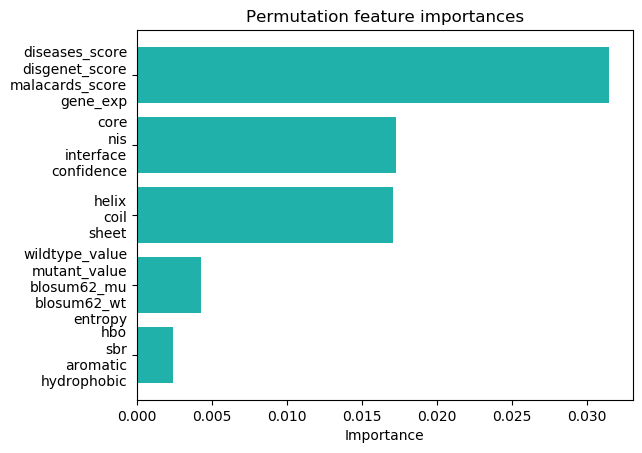 Permutation feature importances
diseases_score
disgenet_score
malacards_score
gene_exp
core
nis
interface
confidence
helix
coil
sheet
wildtype_value
mutant_value
blosum62_mu
blosum62_wt
entropy
hbo
sbr
aromatic
hydrophobic
0.000 0.005 0.010 0.015 0.020 0.025 0.030
Importance